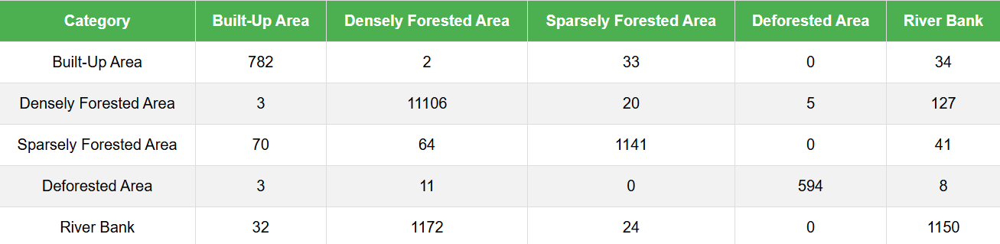 Category Built-Up Area Densely Forested Area Sparsely Forested Area Deforested Area River Bank
Built-Up Area 782 2 33 0 34
Densely Forested Area 3 11106 20 5 127
Sparsely Forested Area 70 64 1141 0 41
Deforested Area 3 11 0 594 8
River Bank 32 1172 24 0 1150